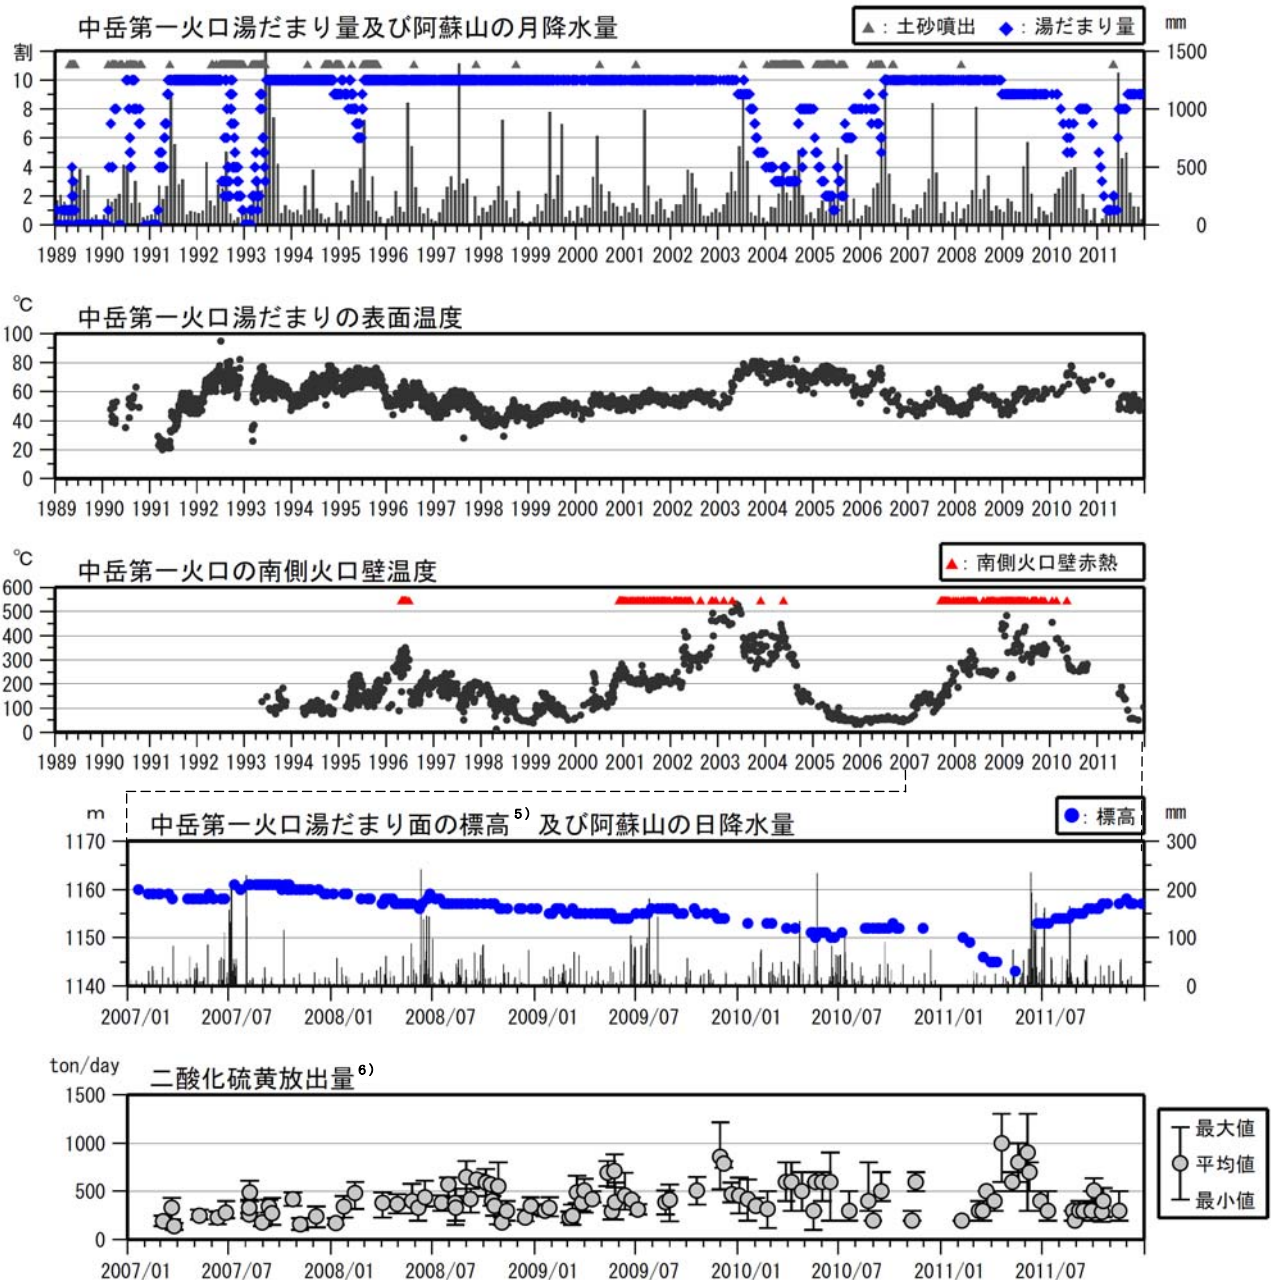 中岳第一火口湯だまり量及び阿蘇山の月降水量
▲: 土砂噴出 ◆: 湯だまり量
mm
割
10
8
6
4
2
0
1500
1000
500
0
1989 1990 1991 1992 1993 1994 1995 1996 1997 1998 1999 2000 2001 2002 2003 2004 2005 2006 2007 2008 2009 2010 2011
℃
中岳第一火口湯だまりの表面温度
100
80
60
40
20
0
1989 1990 1991 1992 1993 1994 1995 1996 1997 1998 1999 2000 2001 2002 2003 2004 2005 2006 2007 2008 2009 2010 2011
℃
中岳第一火口の南側火口壁温度
▲: 南側火口壁赤熱
600
500
400
300
200
100
0
1989 1990 1991 1992 1993 1994 1995 1996 1997 1998 1999 2000 2001 2002 2003 2004 2005 2006 2007 2008 2009 2010 2011
m
中岳第一火口湯だまり面の標高5) 及び阿蘇山の日降水量
●: 標高
mm
1170
1160
1150
1140
300
200
100
0
2007/01 2007/07 2008/01 2008/07 2009/01 2009/07 2010/01 2010/07 2011/01 2011/07
ton/day
二酸化硫黄放出量6)
1500
1000
500
0
最大値
平均値
最小値
2007/01 2007/07 2008/01 2008/07 2009/01 2009/07 2010/01 2010/07 2011/01 2011/07